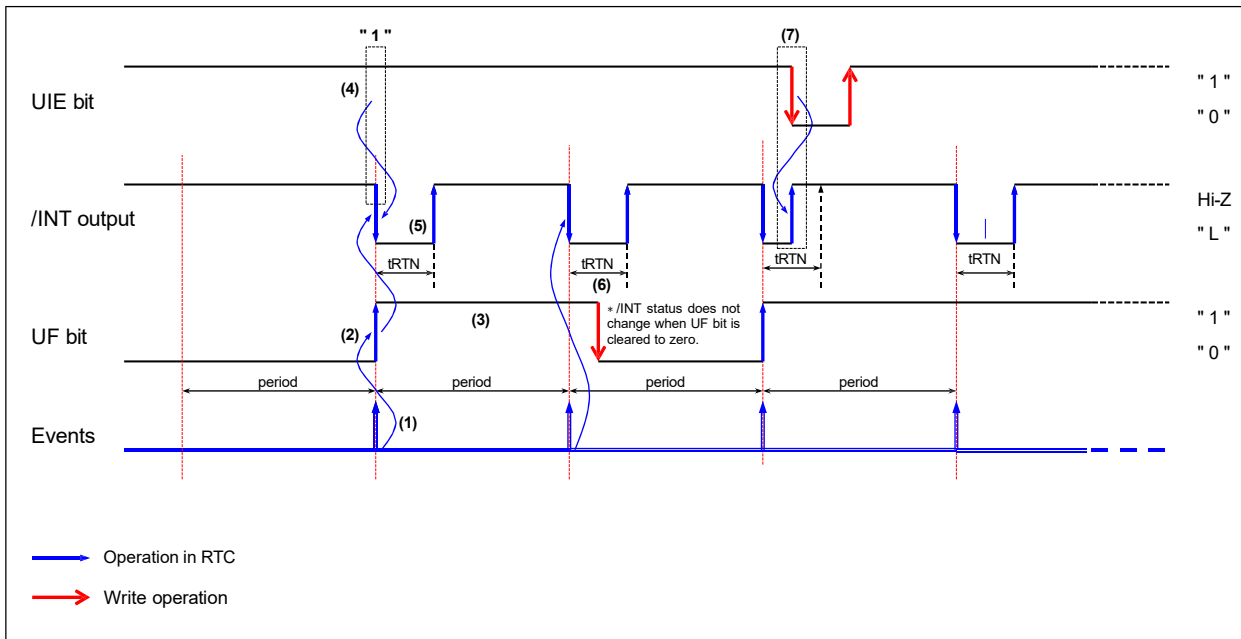 " 1 "
(7)
(4)
UIE bit
" 1 "
" 0 "
/INT output
Hi-Z
" L "
(5)
tRTN
tRTN
tRTN
tRTN
(6)
(3)
* /INT status does not
change when UF bit is
cleared to zero.
(2)
UF bit
" 1 "
" 0 "
period
period
period
period
(1)
Events
Operation in RTC
Write operation